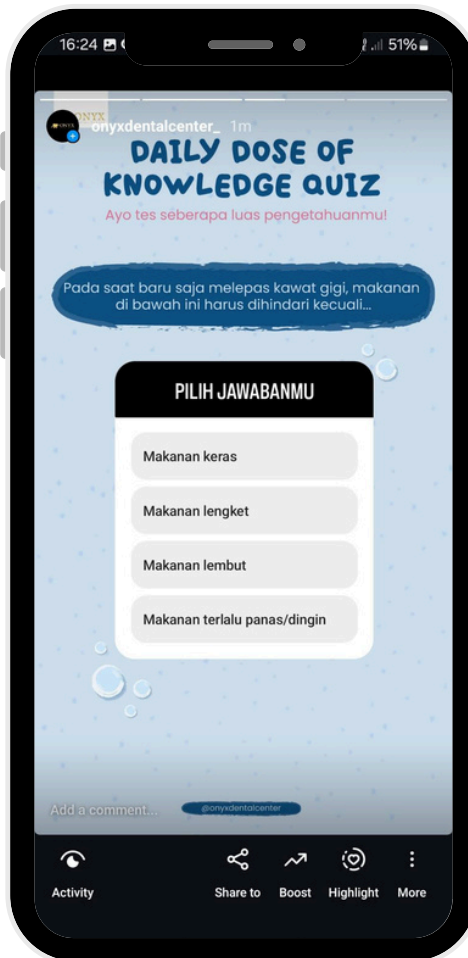 16:24
51%
ONYX
onyxdentalcenter_ 1m
DAILY DOSE OF
KNOWLEDGE QUIZ
Ayo tes seberapa luas pengetahuanmu!
Pada saat baru saja melepas kawat gigi, makanan
di bawah ini harus dihindari kecuali...
PILIH JAWABANMU
Makanan keras
Makanan lengket
Makanan lembut
Makanan terlalu panas/dingin
Add a comment...
@onyxdentalcenter
Activity
Share to
Boost
Highlight
More